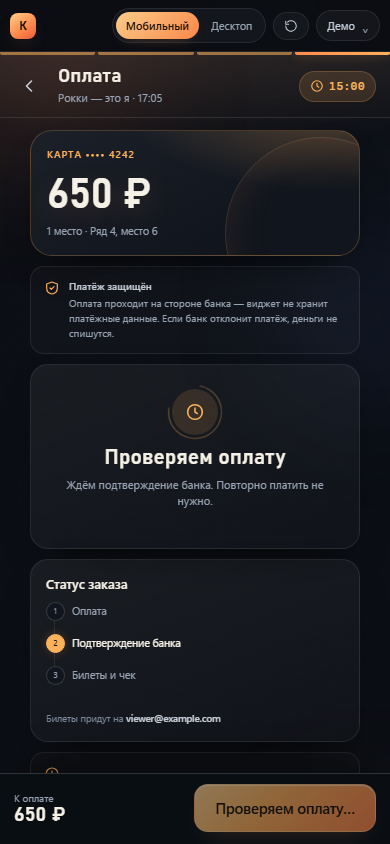 К
Мобильный Десктоп Демо
Оплата
Рокки — это я · 17:05
15:00
КАРТА •••• 4242
650 ₽
1 место · Ряд 4, место 6
Платёж защищён
Оплата проходит на стороне банка — виджет не хранит
платёжные данные. Если банк отклонит платёж, деньги не
спишутся.
Проверяем оплату
Ждём подтверждение банка. Повторно платить не
нужно.
Статус заказа
1 Оплата
2 Подтверждение банка
3 Билеты и чек
Билеты придут на viewer@example.com
К оплате
650 ₽
Проверяем оплату...